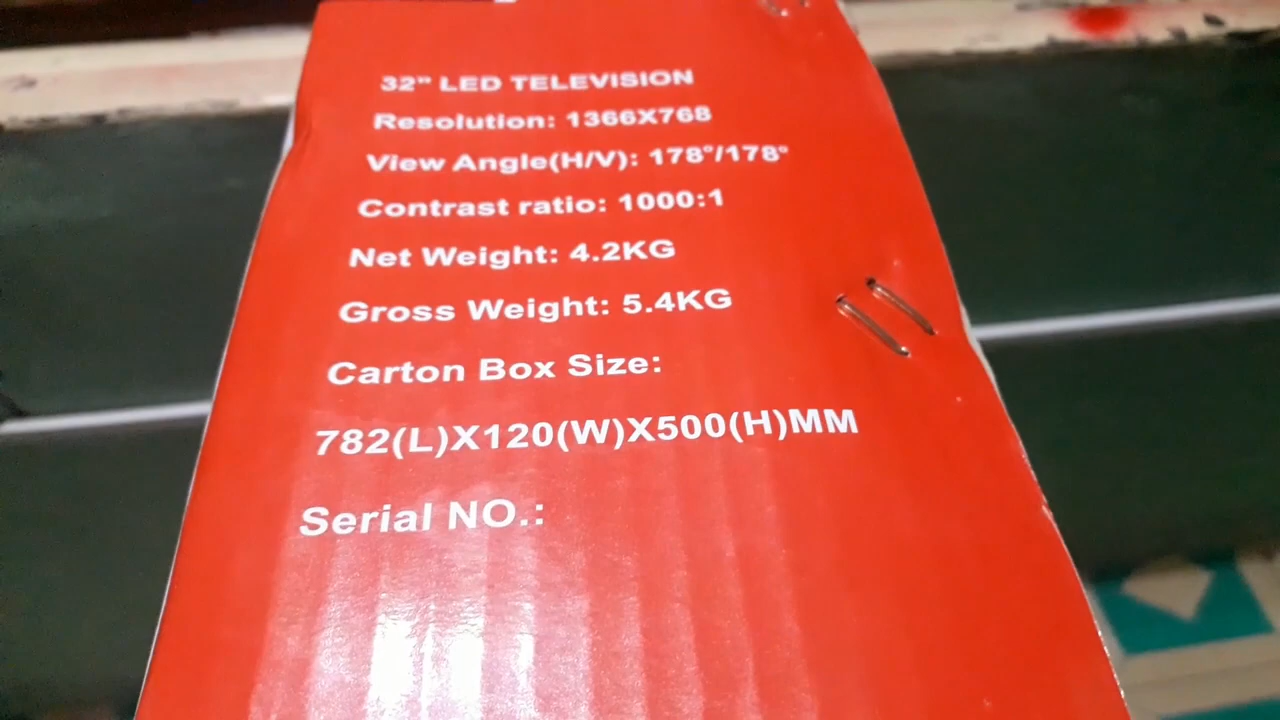 32" LED TELEVISION
Resolution: 1366X768
View Angle(H/V): 178°/178°
Contrast ratio: 1000:1
Net Weight: 4.2KG
Gross Weight: 5.4KG
Carton Box Size:
782(L)X120(W)X500(H)MM
Serial NO.: